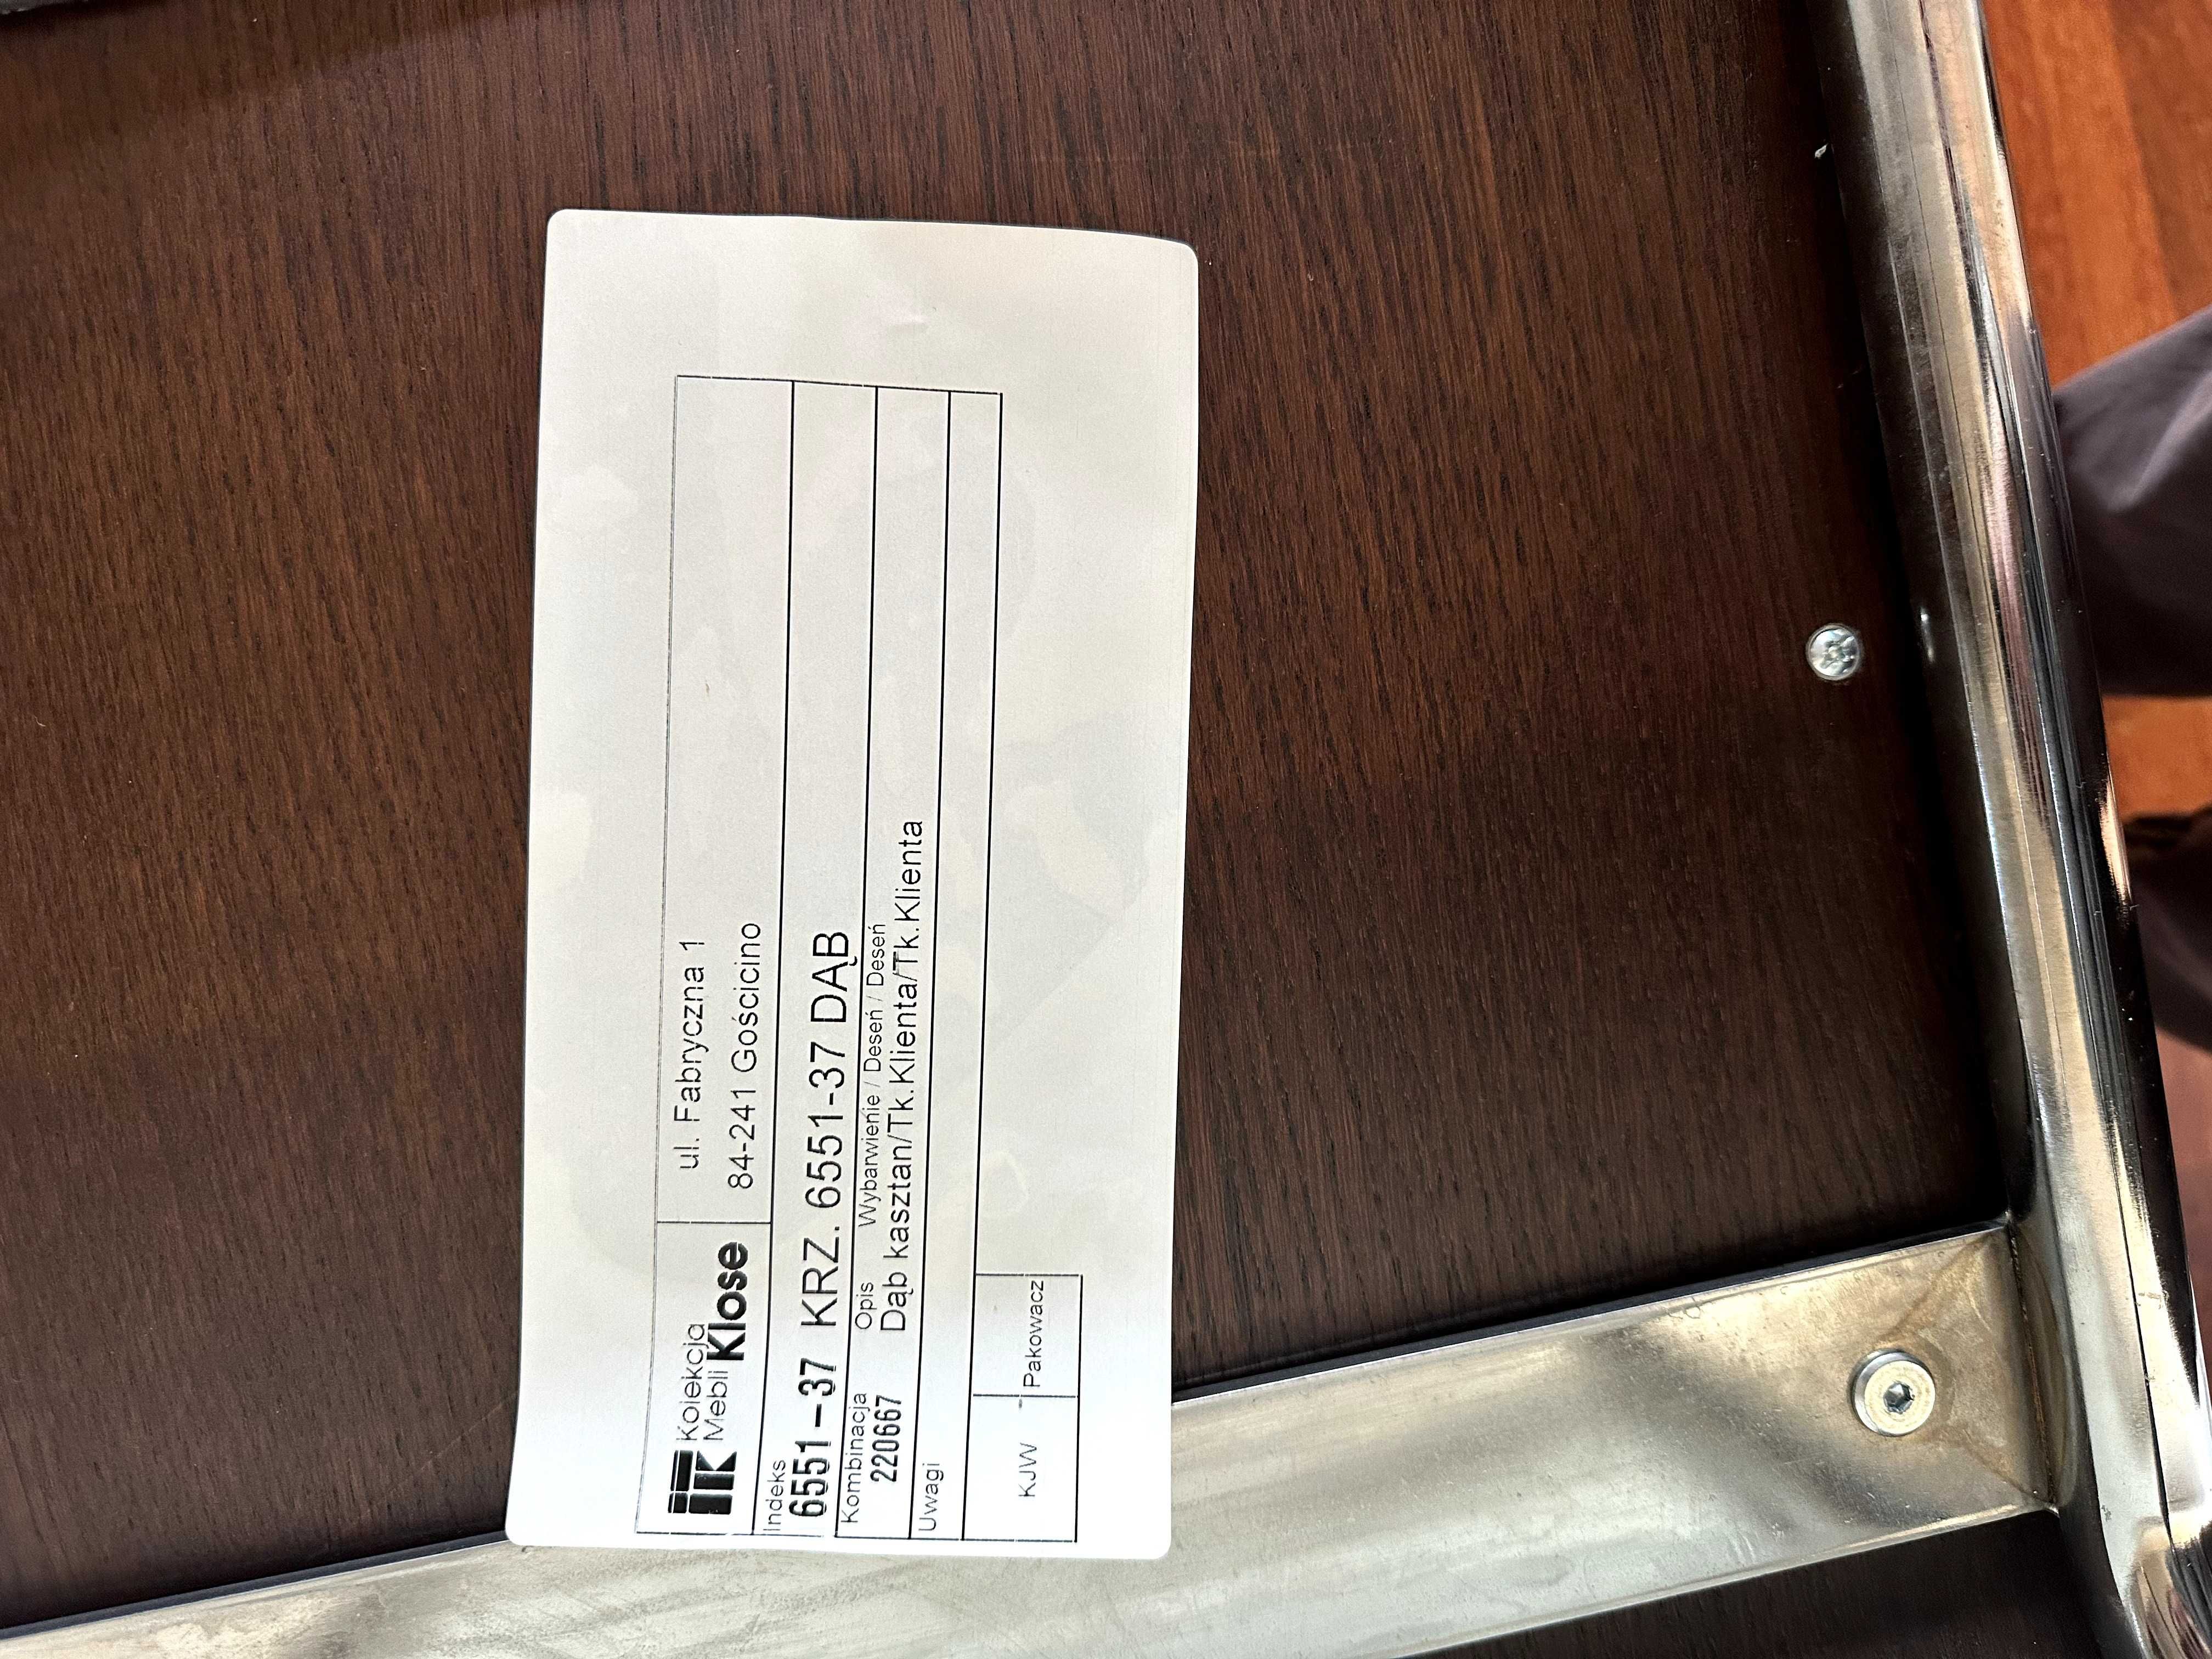 Kolekcja
Mebli Klose
ul. Fabryczna 1
84-241 Gościcino
Indeks
6551-37 KRZ. 6551-37 DĄB
Kombinacja Opis Wybarwienie / Deseń / Deseń
220667 Dąb kasztan/Tk.Klienta/Tk.Klienta
Uwagi
KJW Pakowacz